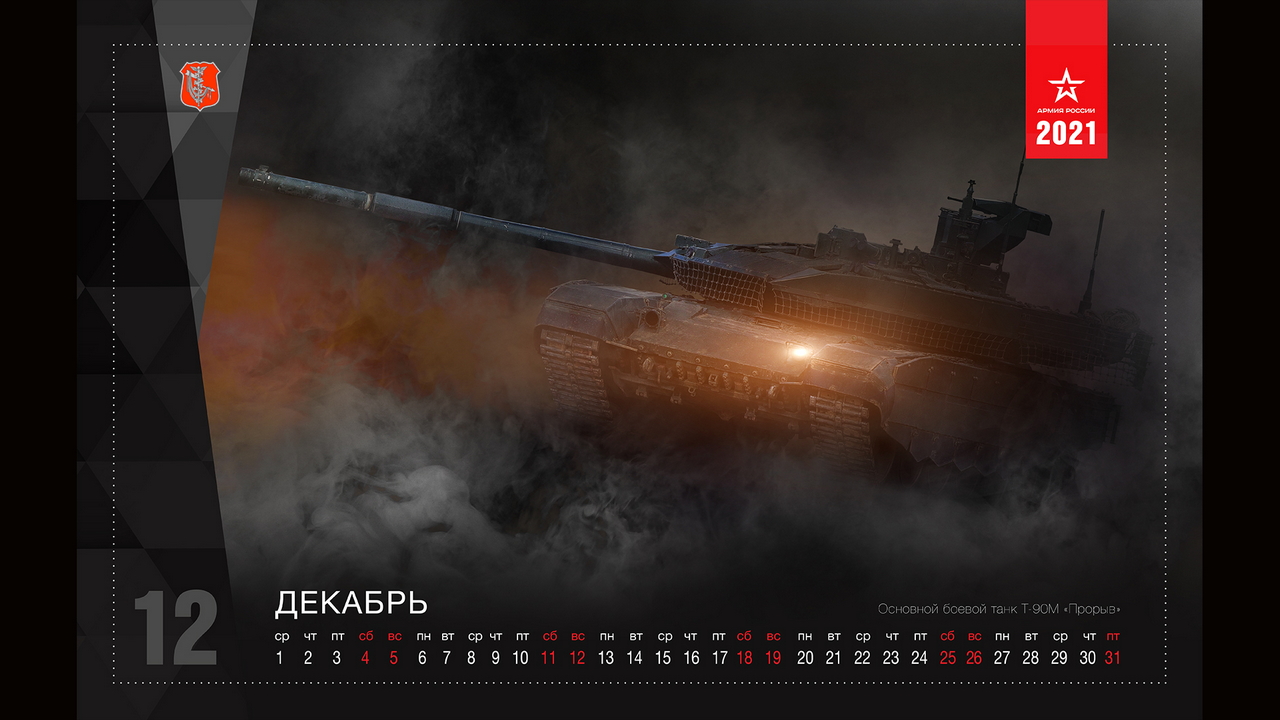 АРМИЯ РОССИИ
2021
12
ДЕКАБРЬ
Основной боевой танк Т-90М «Прорыв»
ср чт пт сб вс пн вт ср чт пт сб вс пн вт ср чт пт сб вс пн вт ср чт пт сб вс пн вт ср чт пт
1 2 3 4 5 6 7 8 9 10 11 12 13 14 15 16 17 18 19 20 21 22 23 24 25 26 27 28 29 30 31